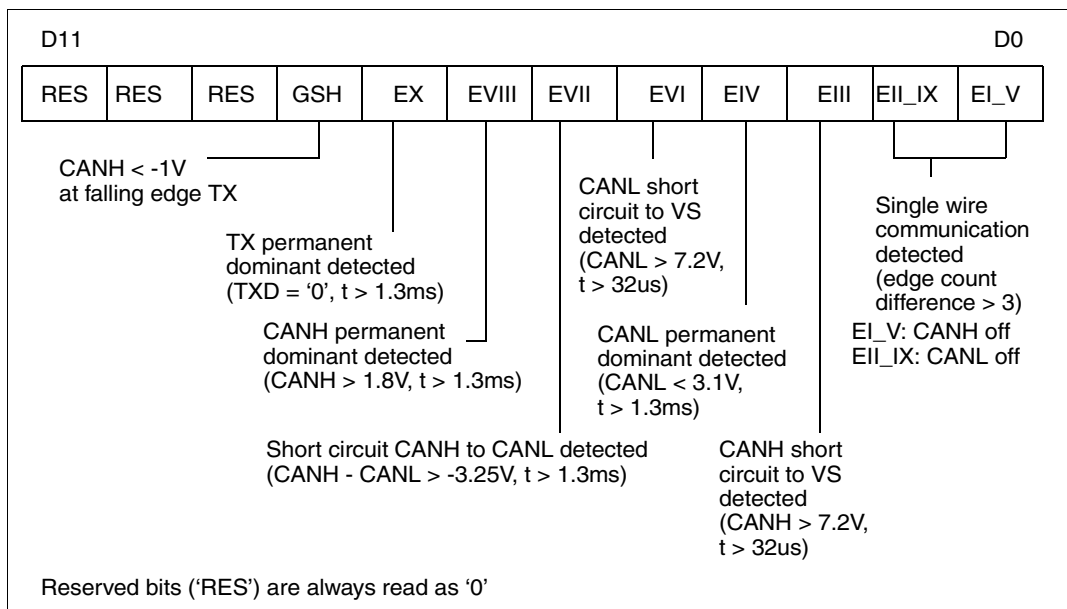 D11 D0
RES RES RES GSH EX EVIII EVII EVI EIV EIII EII_IX EI_V
CANH < -1V
at falling edge TX
TX permanent
dominant detected
(TXD = ‘0’, t > 1.3ms)
CANH permanent
dominant detected
(CANH > 1.8V, t > 1.3ms)
Short circuit CANH to CANL detected
(CANH - CANL > -3.25V, t > 1.3ms)
CANL short
circuit to VS
detected
(CANL > 7.2V,
t > 32us)
CANL permanent
dominant detected
(CANL < 3.1V,
t > 1.3ms)
CANH short
circuit to VS
detected
(CANH > 7.2V,
t > 32us)
Single wire
communication
detected
(edge count
difference > 3)
EI_V: CANH off
EII_IX: CANL off
Reserved bits (‘RES’) are always read as ‘0’